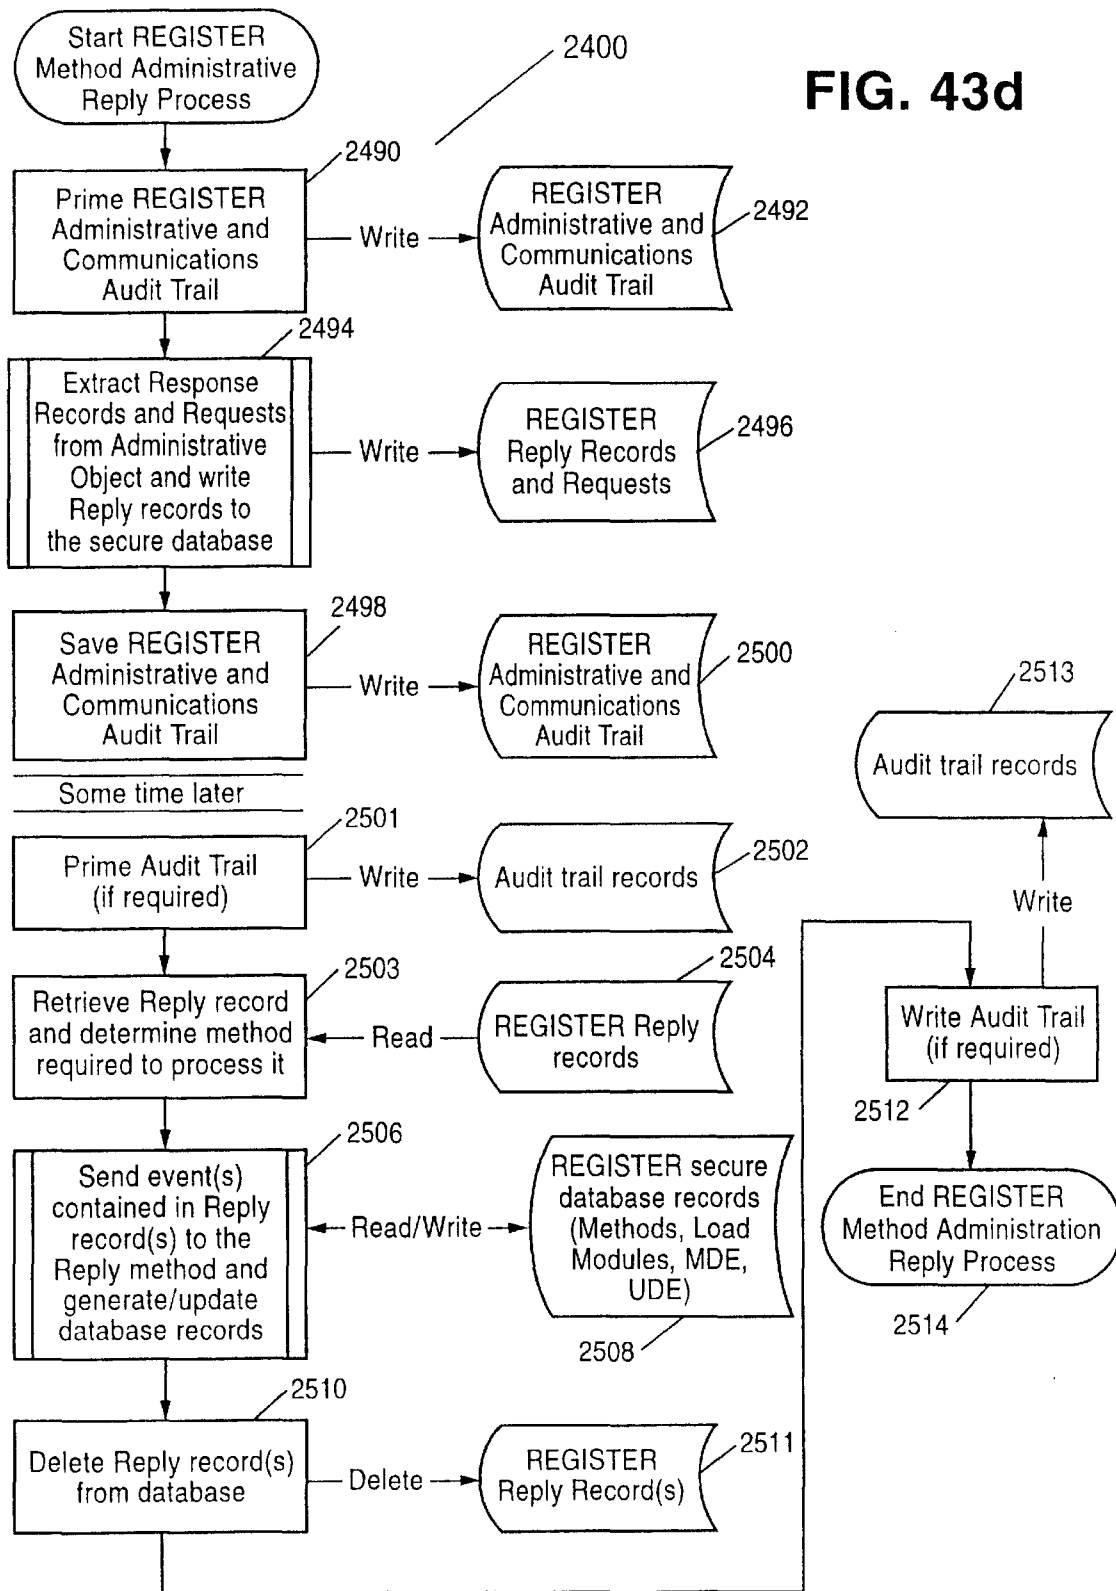 Start REGISTER
Method Administrative
Reply Process
2400
FIG. 43d
2490
Prime REGISTER
Administrative and
Communications
Audit Trail
Write
REGISTER
Administrative and
Communications
Audit Trail
2492
2494
Extract Response
Records and Requests
from Administrative
Object and write
Reply records to
the secure database
Write
REGISTER
Reply Records
and Requests
2496
2498
Save REGISTER
Administrative and
Communications
Audit Trail
Write
REGISTER
Administrative and
Communications
Audit Trail
2500
Some time later
2501
Prime Audit Trail
(if required)
Write
Audit trail records
2502
2503
Retrieve Reply record
and determine method
required to process it
Read
REGISTER Reply
records
2504
2506
Send event(s)
contained in Reply
record(s) to the
Reply method and
generate/update
database records
Read/Write
REGISTER secure
database records
(Methods, Load
Modules, MDE,
UDE)
2508
2510
Delete Reply record(s)
from database
Delete
REGISTER
Reply Record(s)
2511
2513
Audit trail records
Write
Write Audit Trail
(if required)
2512
End REGISTER
Method Administration
Reply Process
2514